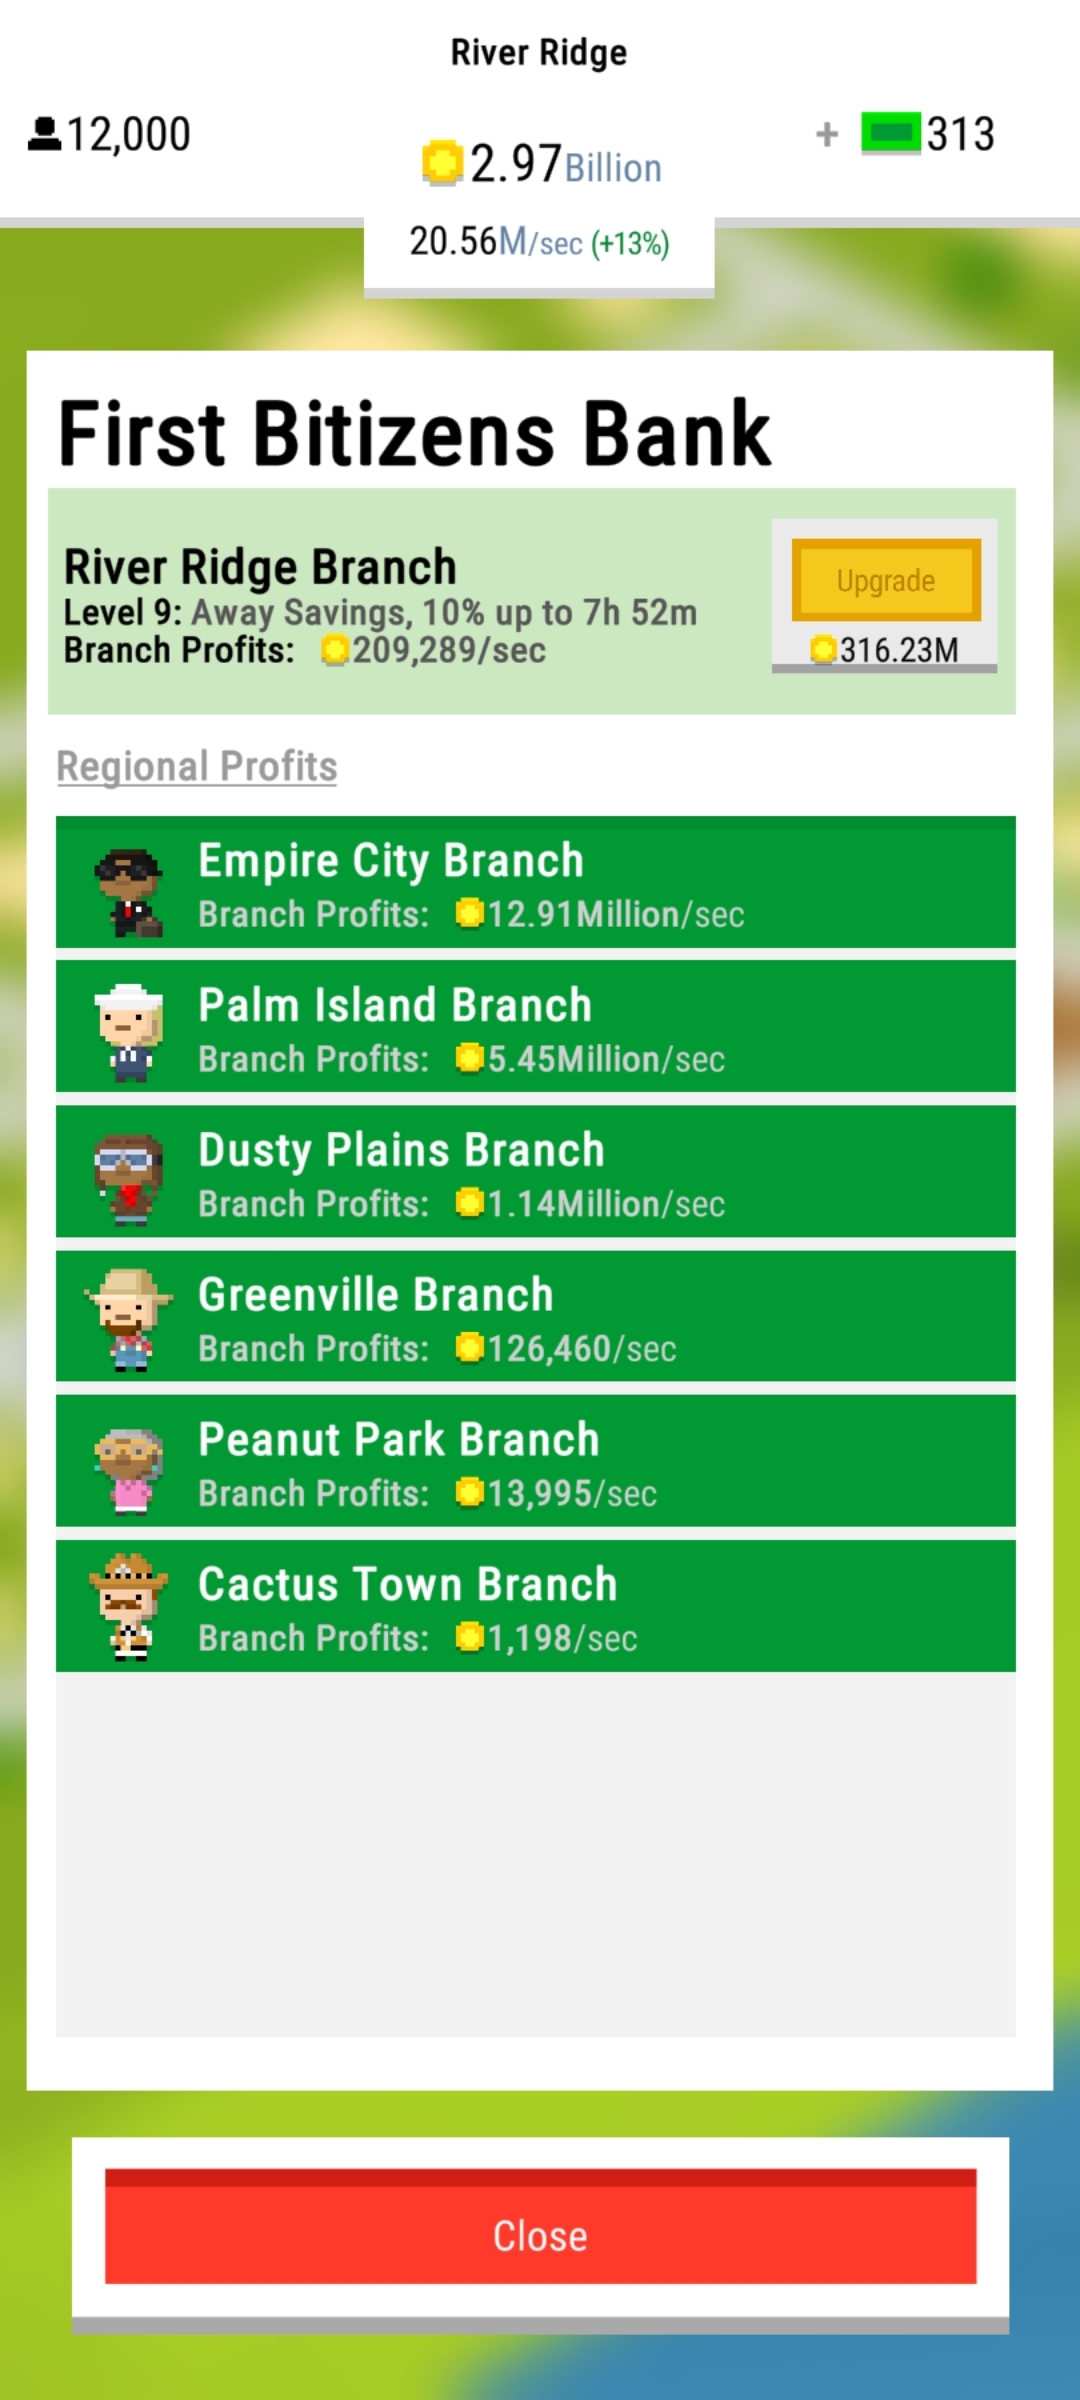 River Ridge
12,000
2.97Billion
+ 313
20.56M/sec (+13%)
First Bitizens Bank
River Ridge Branch
Level 9: Away Savings, 10% up to 7h 52m
Branch Profits: 209,289/sec
Upgrade
316.23M
Regional Profits
Empire City Branch
Branch Profits: 12.91Million/sec
Palm Island Branch
Branch Profits: 5.45Million/sec
Dusty Plains Branch
Branch Profits: 1.14Million/sec
Greenville Branch
Branch Profits: 126,460/sec
Peanut Park Branch
Branch Profits: 13,995/sec
Cactus Town Branch
Branch Profits: 1,198/sec
Close